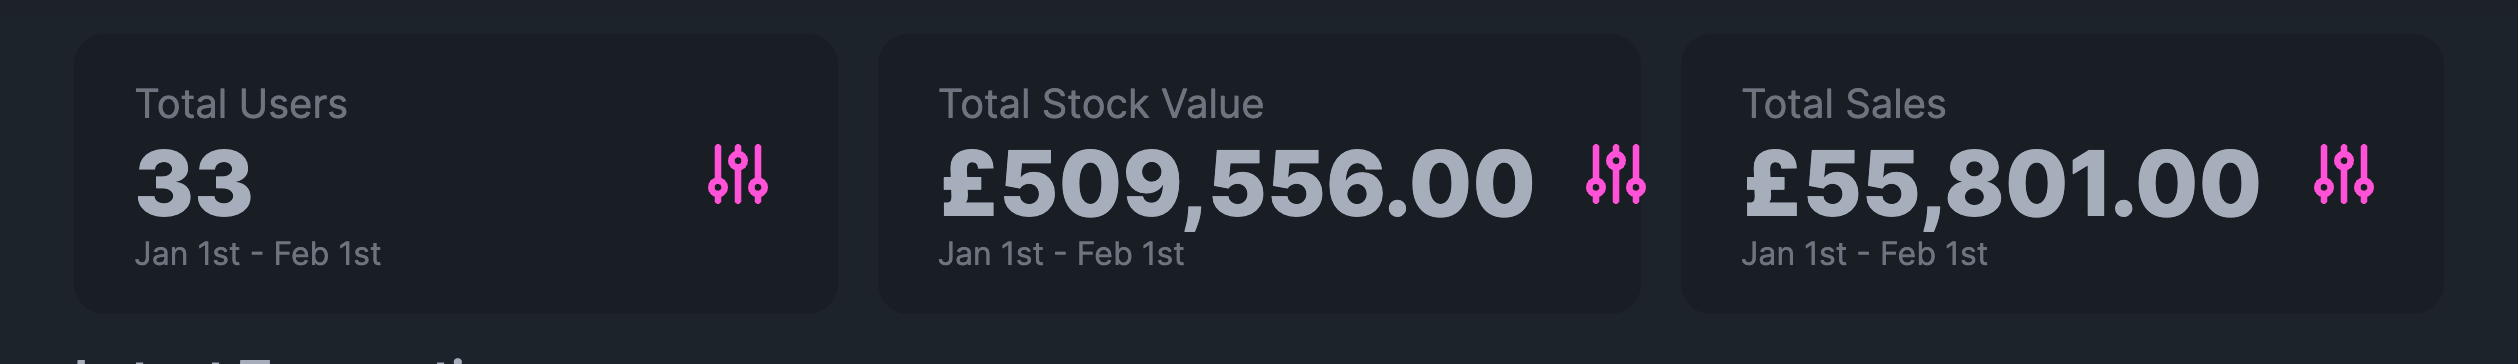 Total Users
33
Jan 1st - Feb 1st
Total Stock Value
£509,556.00
Jan 1st - Feb 1st
Total Sales
£55,801.00
Jan 1st - Feb 1st